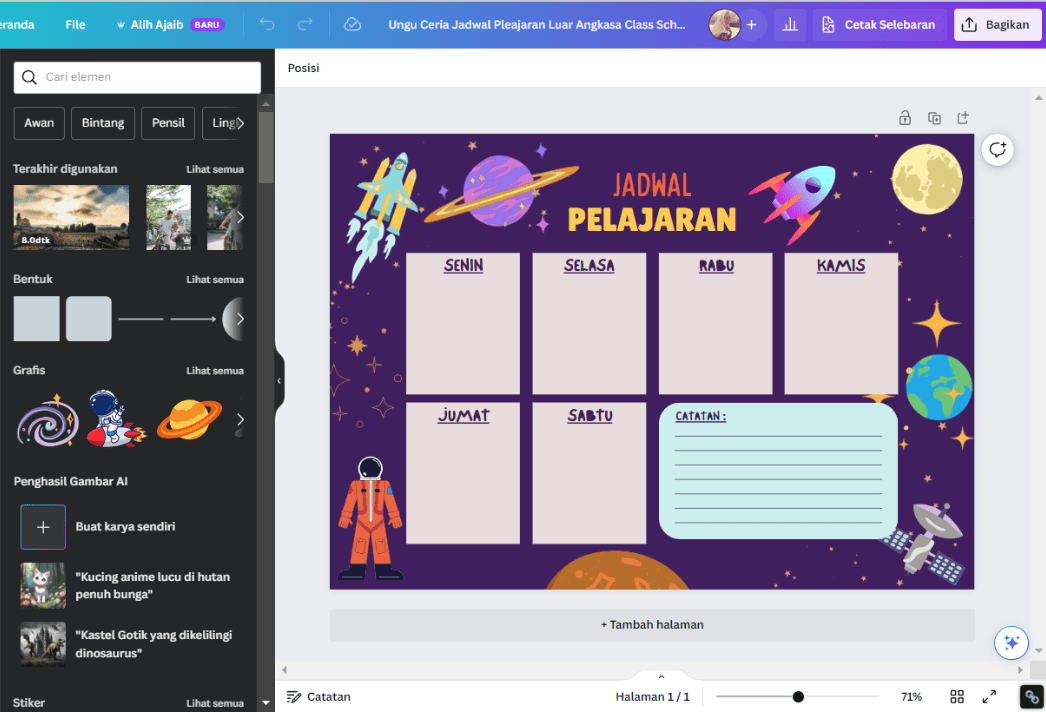 eranda File Alih Ajaib BARU Ungu Ceria Jadwal Pleajaran Luar Angkasa Class Sch... Cetak Selebaran Bagikan
Cari elemen
Posisi
Awan Bintang Pensil Ling
Terakhir digunakan Lihat semua
8.0dtk
Bentuk Lihat semua
Grafis Lihat semua
Penghasil Gambar AI
Buat karya sendiri
"Kucing anime lucu di hutan
penuh bunga"
"Kastel Gotik yang dikelilingi
dinosaurus"
Stiker Lihat semua
JADWAL
PELAJARAN
SENIN SELASA RABU KAMIS
JUMAT SABTU CATATAN :
+ Tambah halaman
Catatan Halaman 1 / 1 71%